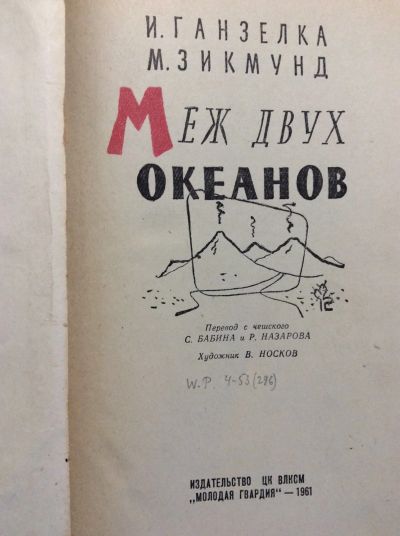 И. ГАНЗЕЛКА
М. ЗИКМУНД
МЕЖ ДВУХ
ОКЕАНОВ
Перевод с чешского
С. БАБИНА и Р. НАЗАРОВА
Художник В. НОСКОВ
W.P. 4-53 (286)
ИЗДАТЕЛЬСТВО ЦК ВЛКСМ
„МОЛОДАЯ ГВАРДИЯ" — 1961